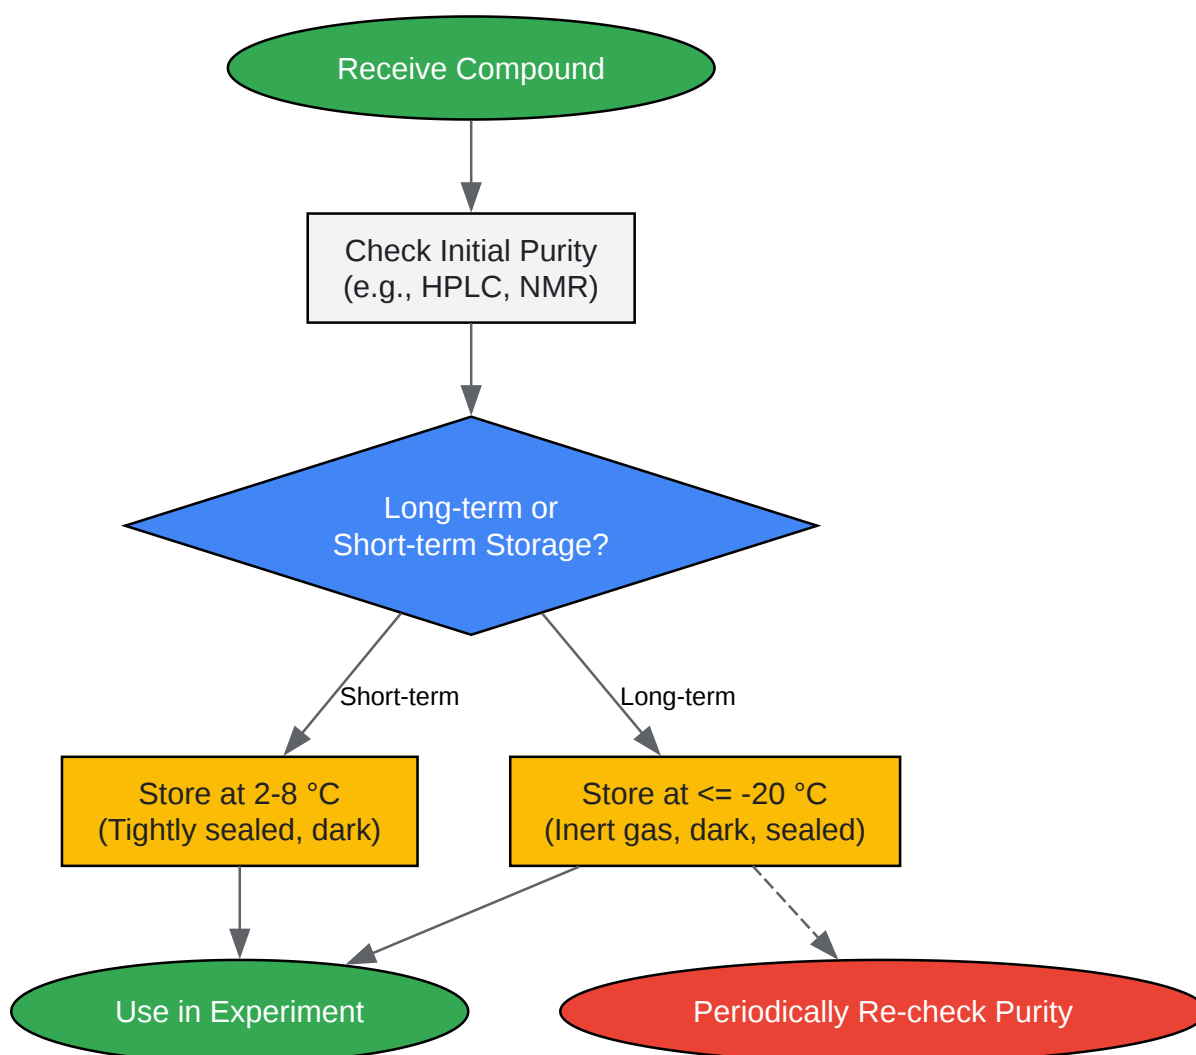 Receive Compound
Check Initial Purity
(e.g., HPLC, NMR)
Long-term or
Short-term Storage?
Short-term
Long-term
Store at 2-8 °C
(Tightly sealed, dark)
Store at <= -20 °C
(Inert gas, dark, sealed)
Use in Experiment
Periodically Re-check Purity